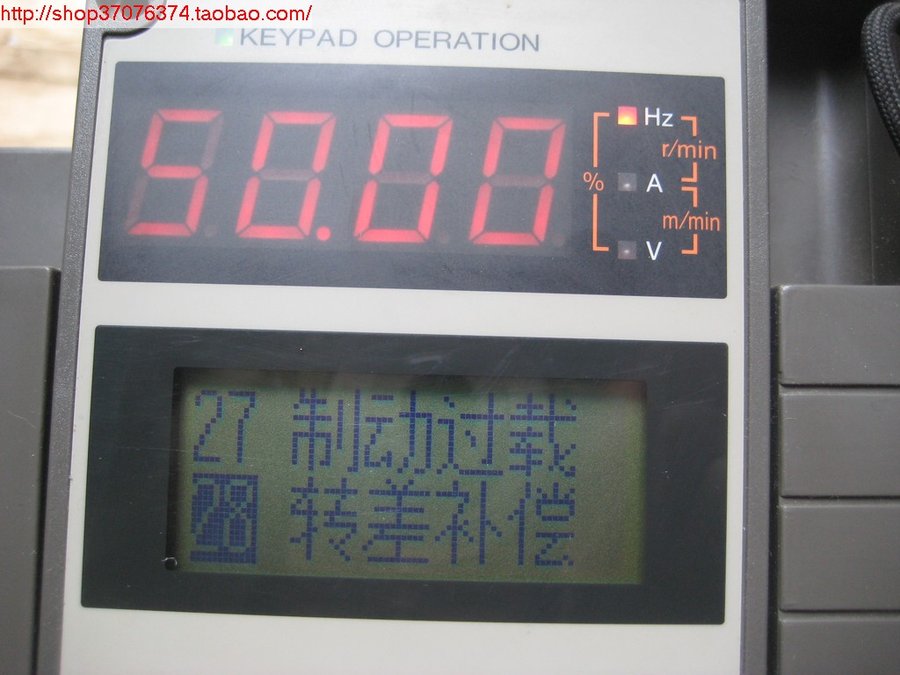 http://shop37076374.taobao.com/
KEYPAD OPERATION
50.00
Hz
r/min
% A
m/min
V
27 制动过载
28 转差补偿